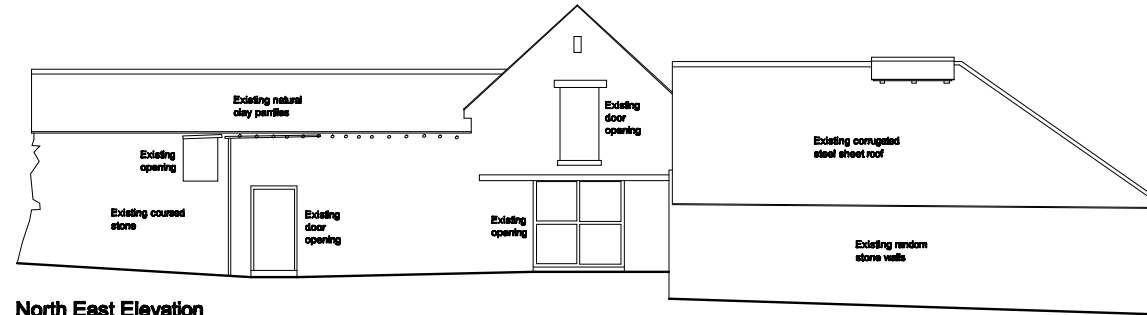 Existing natural
clay pantiles
Existing
door
opening
Existing corrugated
steel sheet roof
Existing
opening
Existing coursed
stone
Existing
door
opening
Existing
opening
Existing random
stone walls
North East Elevation